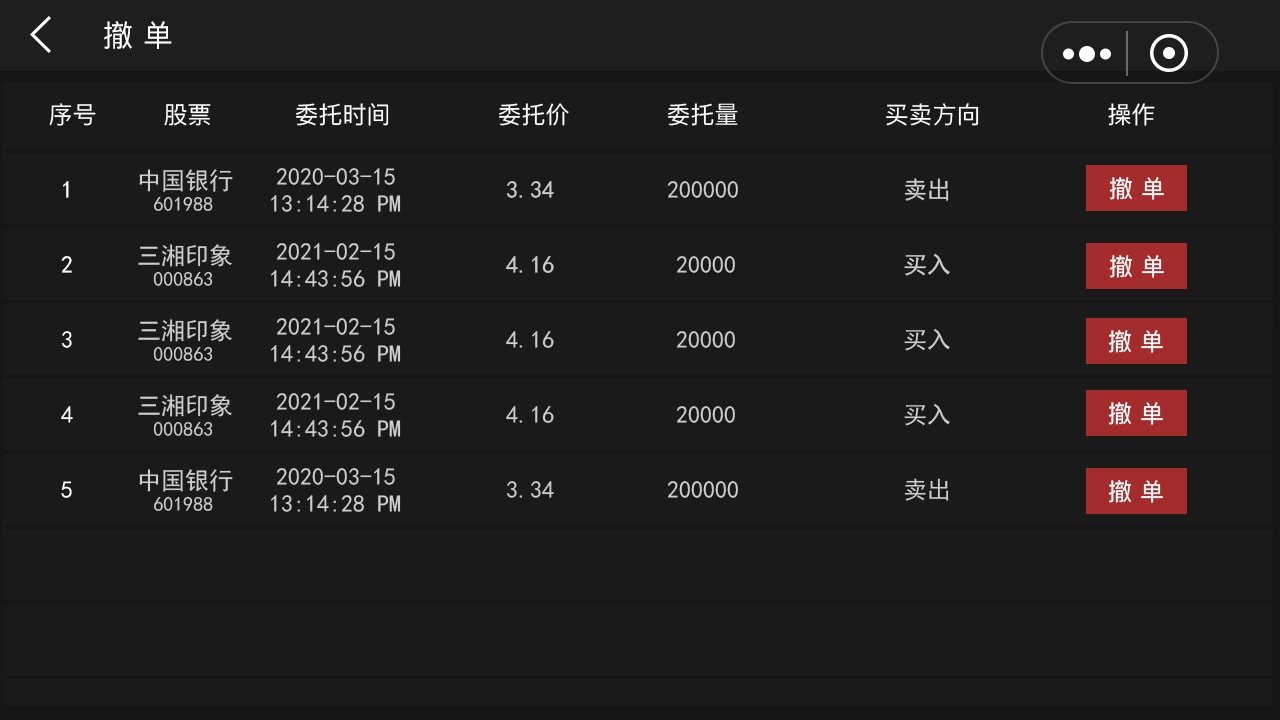 撤 单
序号 股票 委托时间 委托价 委托量 买卖方向 操作
1 中国银行 601988 2020-03-15 13:14:28 PM 3.34 200000 卖出 撤 单
2 三湘印象 000863 2021-02-15 14:43:56 PM 4.16 20000 买入 撤 单
3 三湘印象 000863 2021-02-15 14:43:56 PM 4.16 20000 买入 撤 单
4 三湘印象 000863 2021-02-15 14:43:56 PM 4.16 20000 买入 撤 单
5 中国银行 601988 2020-03-15 13:14:28 PM 3.34 200000 卖出 撤 单